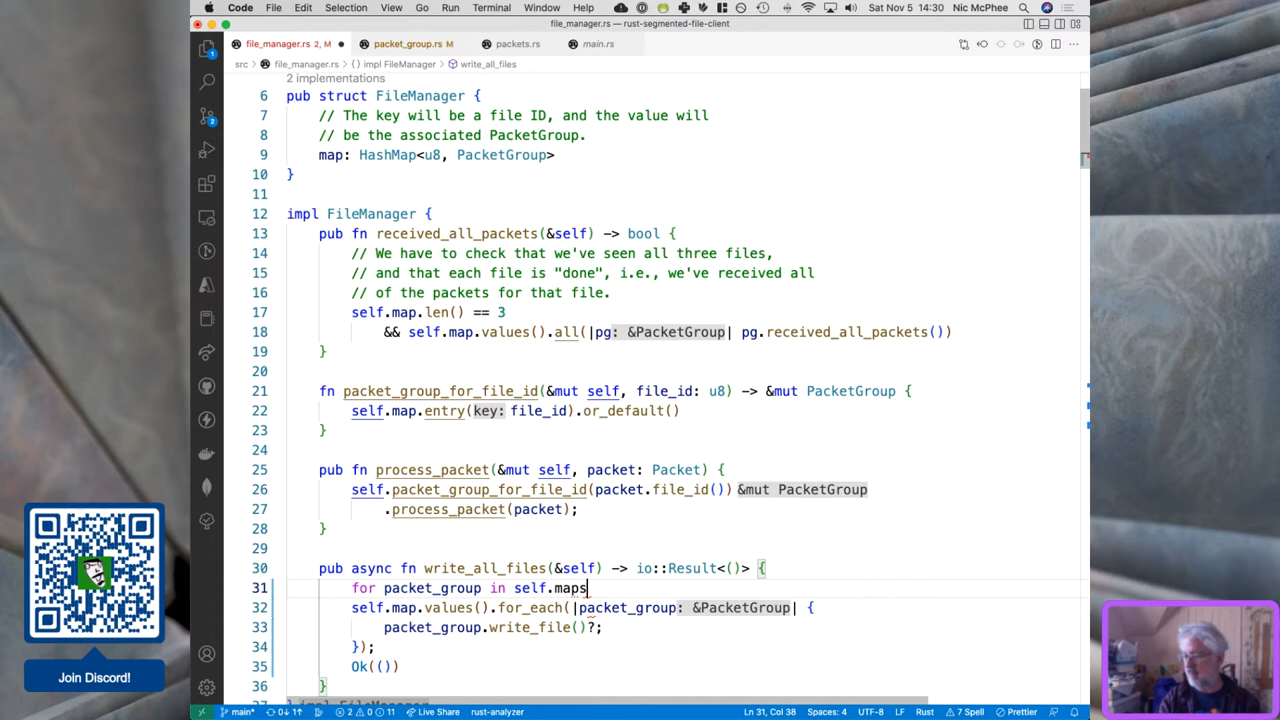 Code File Edit Selection View Go Run Terminal Window Help Sat Nov 5 14:30 Nic McPhee
file_manager.rs — rust-segmented-file-client
file_manager.rs 2, M packet_group.rs M packets.rs main.rs
src > file_manager.rs > {} impl FileManager > write_all_files
2 implementations
6 pub struct FileManager {
7 // The key will be a file ID, and the value will
8 // be the associated PacketGroup.
9 map: HashMap<u8, PacketGroup>
10 }
11
12 impl FileManager {
13 pub fn received_all_packets(&self) -> bool {
14 // We have to check that we've seen all three files,
15 // and that each file is "done", i.e., we've received all
16 // of the packets for that file.
17 self.map.len() == 3
18 && self.map.values().all(|pg: &PacketGroup| pg.received_all_packets())
19 }
20
21 fn packet_group_for_file_id(&mut self, file_id: u8) -> &mut PacketGroup {
22 self.map.entry(key: file_id).or_default()
23 }
24
25 pub fn process_packet(&mut self, packet: Packet) {
26 self.packet_group_for_file_id(packet.file_id()) &mut PacketGroup
27 .process_packet(packet);
28 }
29
30 pub async fn write_all_files(&self) -> io::Result<()> {
31 for packet_group in self.maps
32 self.map.values().for_each(|packet_group: &PacketGroup| {
33 packet_group.write_file()?;
34 });
35 Ok(())
36 }
Join Discord!
main* 0↓ 1↑ 2 0 11 Live Share rust-analyzer Ln 31, Col 38 Spaces: 4 UTF-8 LF Rust 7 Spell Prettier